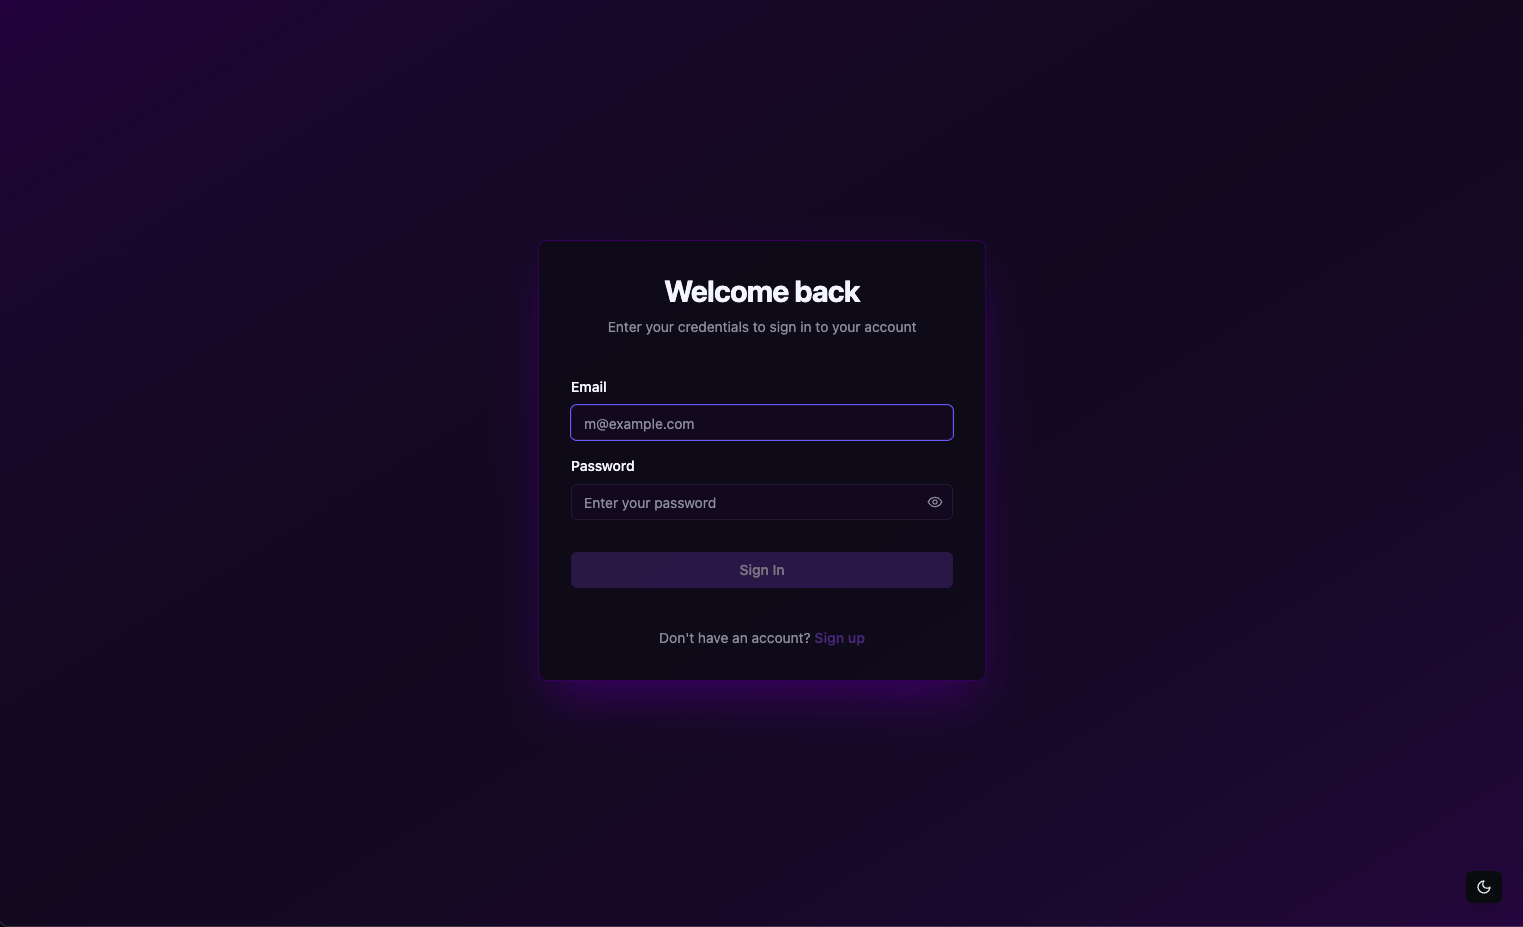 Welcome back
Enter your credentials to sign in to your account
Email
m@example.com
Password
Enter your password
Sign In
Don't have an account? Sign up